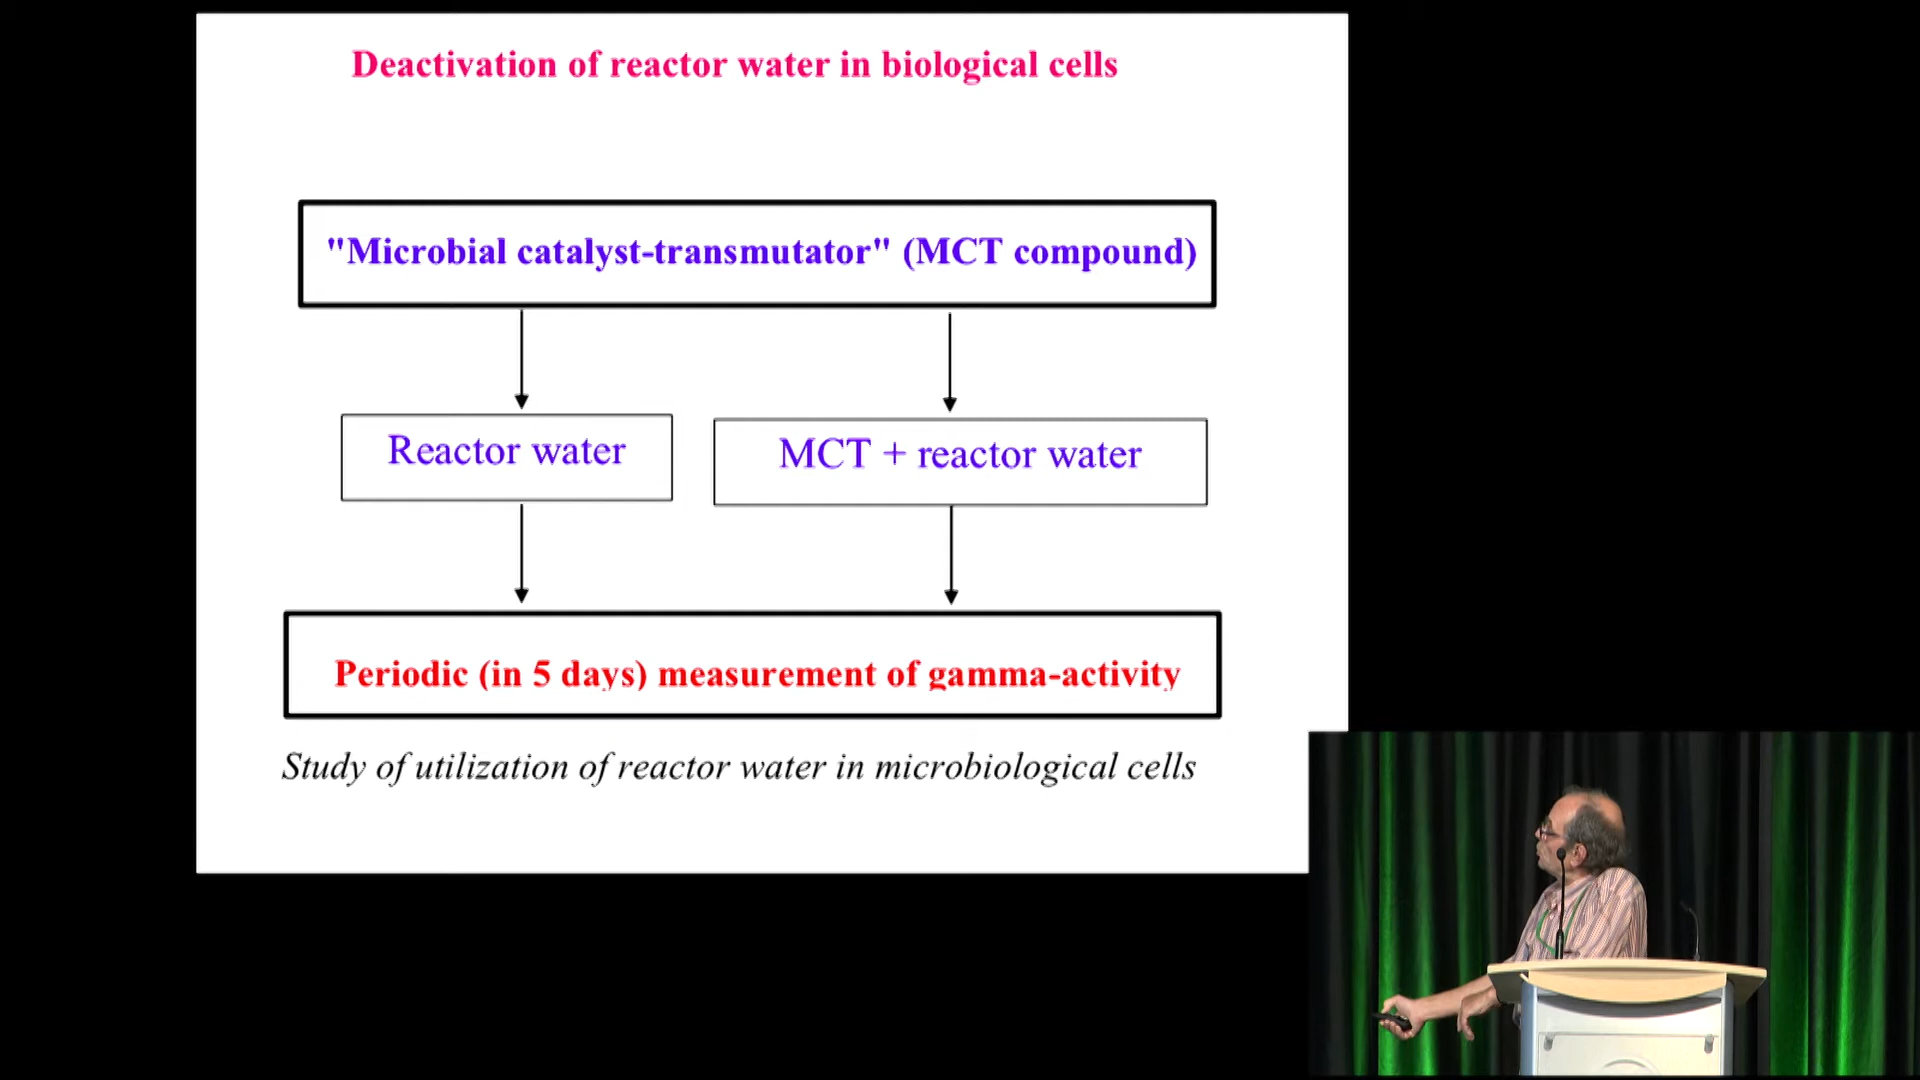 Deactivation of reactor water in biological cells
"Microbial catalyst-transmutator" (MCT compound)
Reactor water
MCT + reactor water
Periodic (in 5 days) measurement of gamma-activity
Study of utilization of reactor water in microbiological cells